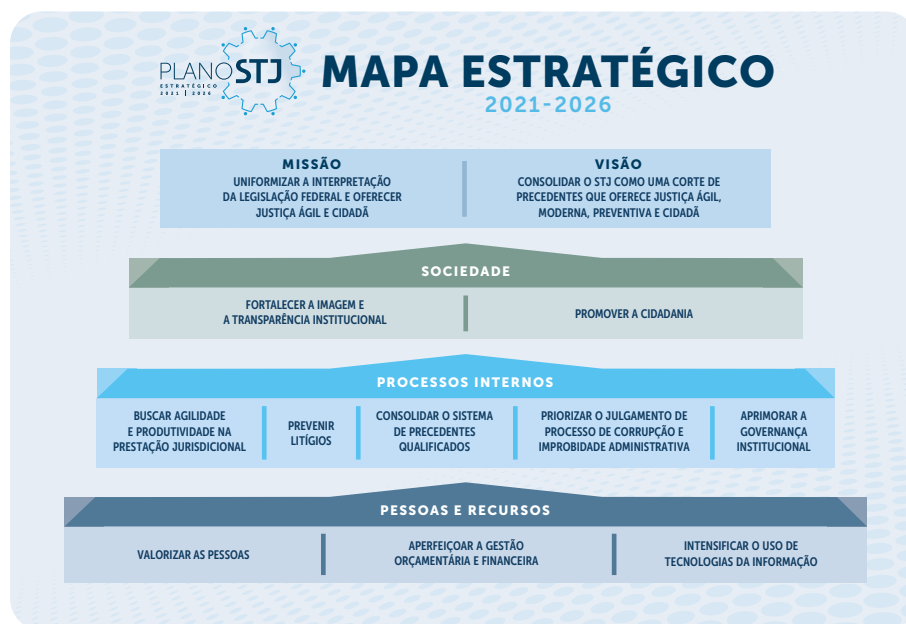 PLANO STJ
ESTRATÉGICO
2021 | 2026
MAPA ESTRATÉGICO
2021-2026
MISSÃO
UNIFORMIZAR A INTERPRETAÇÃO
DA LEGISLAÇÃO FEDERAL E OFERECER
JUSTIÇA ÁGIL E CIDADÃ
VISÃO
CONSOLIDAR O STJ COMO UMA CORTE DE
PRECEDENTES QUE OFERECE JUSTIÇA ÁGIL,
MODERNA, PREVENTIVA E CIDADÃ
SOCIEDADE
FORTALECER A IMAGEM E
A TRANSPARÊNCIA INSTITUCIONAL
PROMOVER A CIDADANIA
PROCESSOS INTERNOS
BUSCAR AGILIDADE
E PRODUTIVIDADE NA
PRESTAÇÃO JURISDICIONAL
PREVENIR
LITÍGIOS
CONSOLIDAR O SISTEMA
DE PRECEDENTES
QUALIFICADOS
PRIORIZAR O JULGAMENTO DE
PROCESSO DE CORRUPÇÃO E
IMPROBIDADE ADMINISTRATIVA
APRIMORAR A
GOVERNANÇA
INSTITUCIONAL
PESSOAS E RECURSOS
VALORIZAR AS PESSOAS
APERFEIÇOAR A GESTÃO
ORÇAMENTÁRIA E FINANCEIRA
INTENSIFICAR O USO DE
TECNOLOGIAS DA INFORMAÇÃO